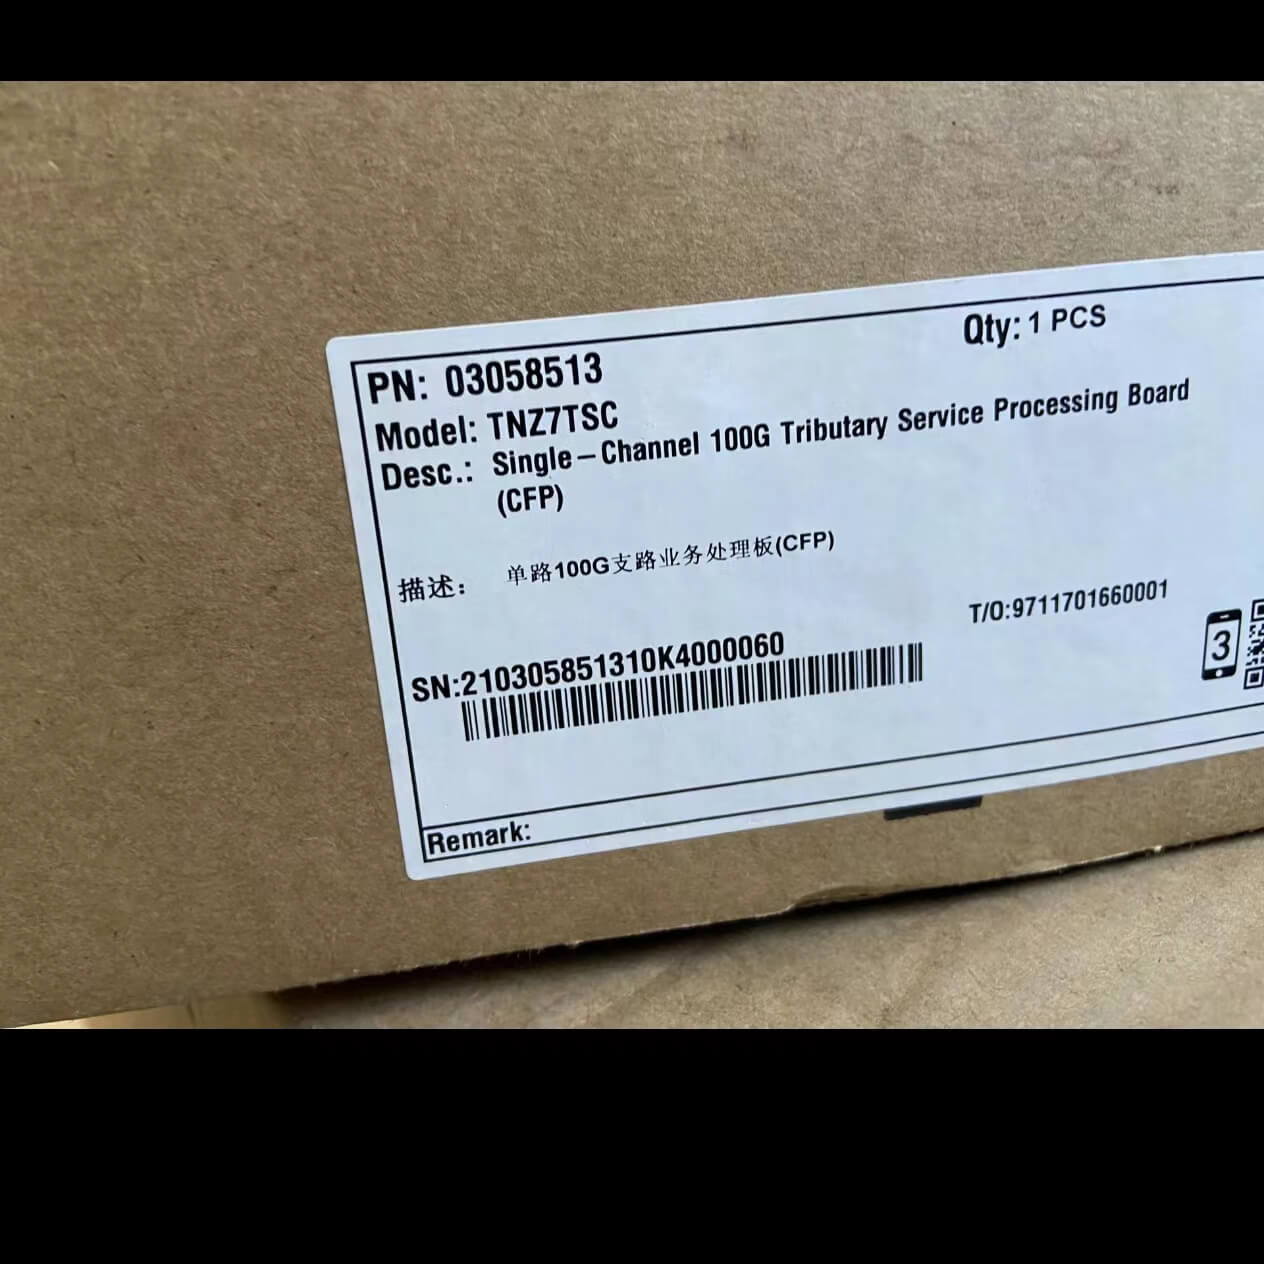 Qty: 1 PCS
PN: 03058513
Model: TNZ7TSC
Desc.: Single-Channel 100G Tributary Service Processing Board
(CFP)
描述: 单路100G支路业务处理板(CFP)
T/O:9711701660001
3
SN:210305851310K4000060
Remark: